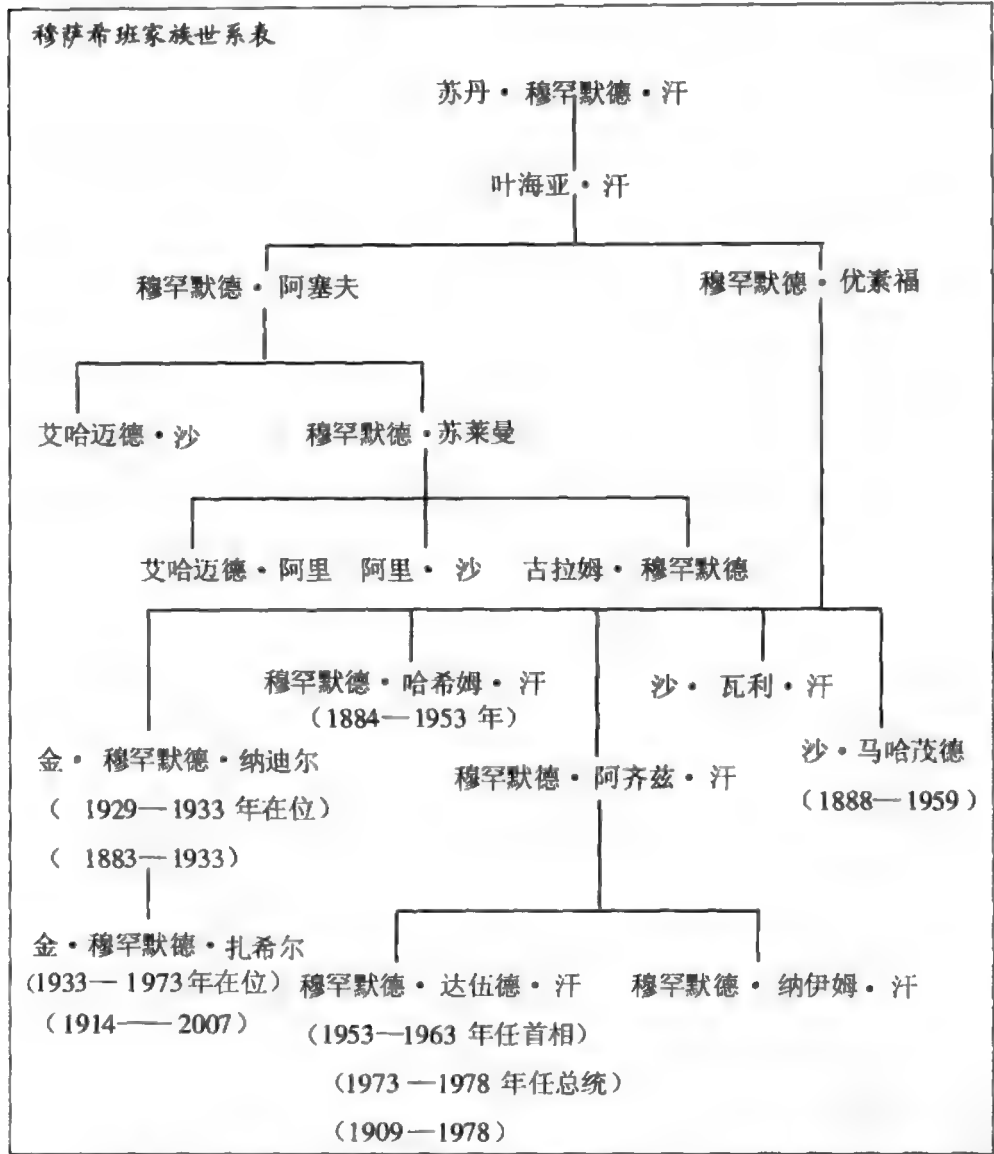 穆萨希班家族世系表
苏丹·穆罕默德·汗
叶海亚·汗
穆罕默德·阿塞夫 穆罕默德·优素福
艾哈迈德·沙 穆罕默德·苏莱曼
艾哈迈德·阿里 阿里·沙 古拉姆·穆罕默德
穆罕默德·哈希姆·汗 沙·瓦利·汗
(1884—1953 年)
金·穆罕默德·纳迪尔 穆罕默德·阿齐兹·汗 沙·马哈茂德
( 1929—1933 年在位) (1888—1959)
( 1883—1933)
金·穆罕默德·扎希尔
(1933—1973年在位) 穆罕默德·达伍德·汗 穆罕默德·纳伊姆·汗
(1914——2007) (1953—1963 年任首相)
(1973—1978 年任总统)
(1909—1978)